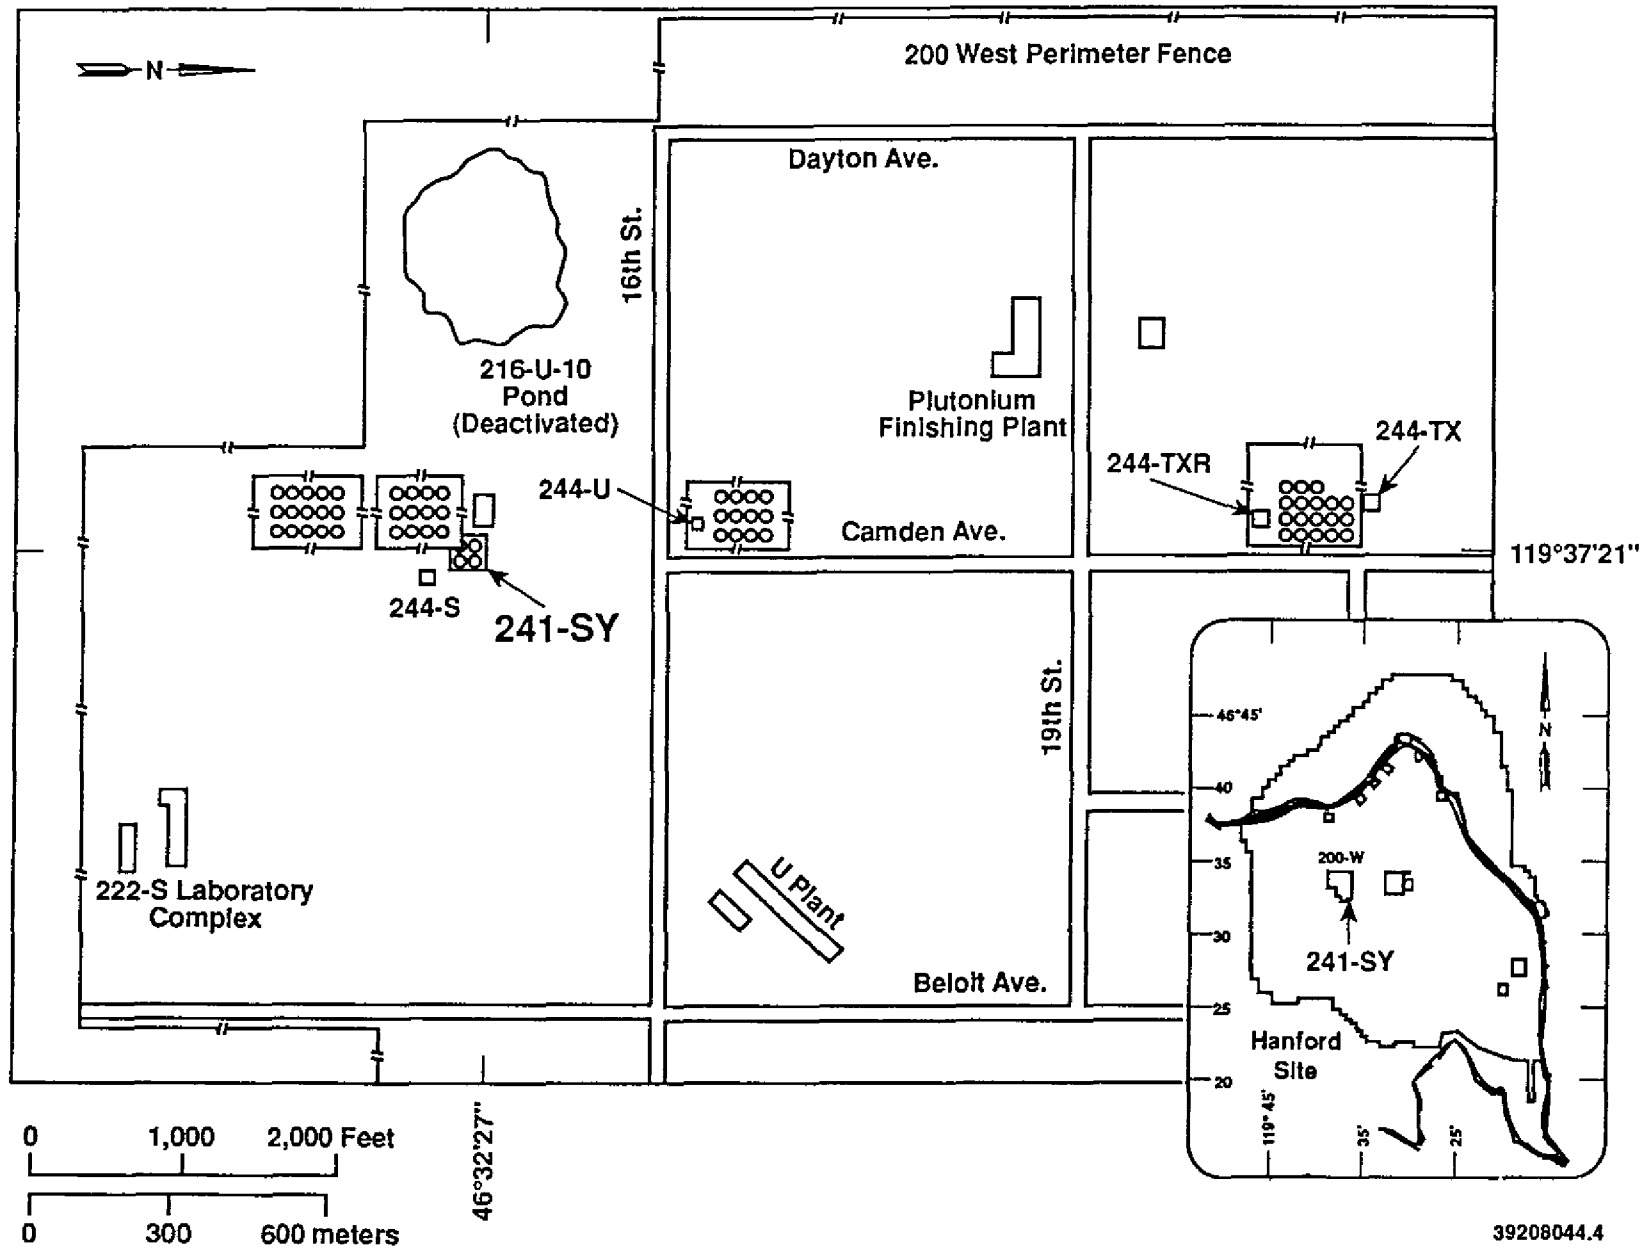 200 West Perimeter Fence
N
Dayton Ave.
16th St.
216-U-10
Pond
(Deactivated)
Plutonium
Finishing Plant
244-TX
244-TXR
244-U
Camden Ave.
119°37'21"
244-S
241-SY
19th St.
U Plant
222-S Laboratory
Complex
Beloit Ave.
N
46°45'
40
35
30
25
20
200-W
241-SY
Hanford
Site
119° 45'
35'
25'
0 1,000 2,000 Feet
0 300 600 meters
46°32'27"
39208044.4